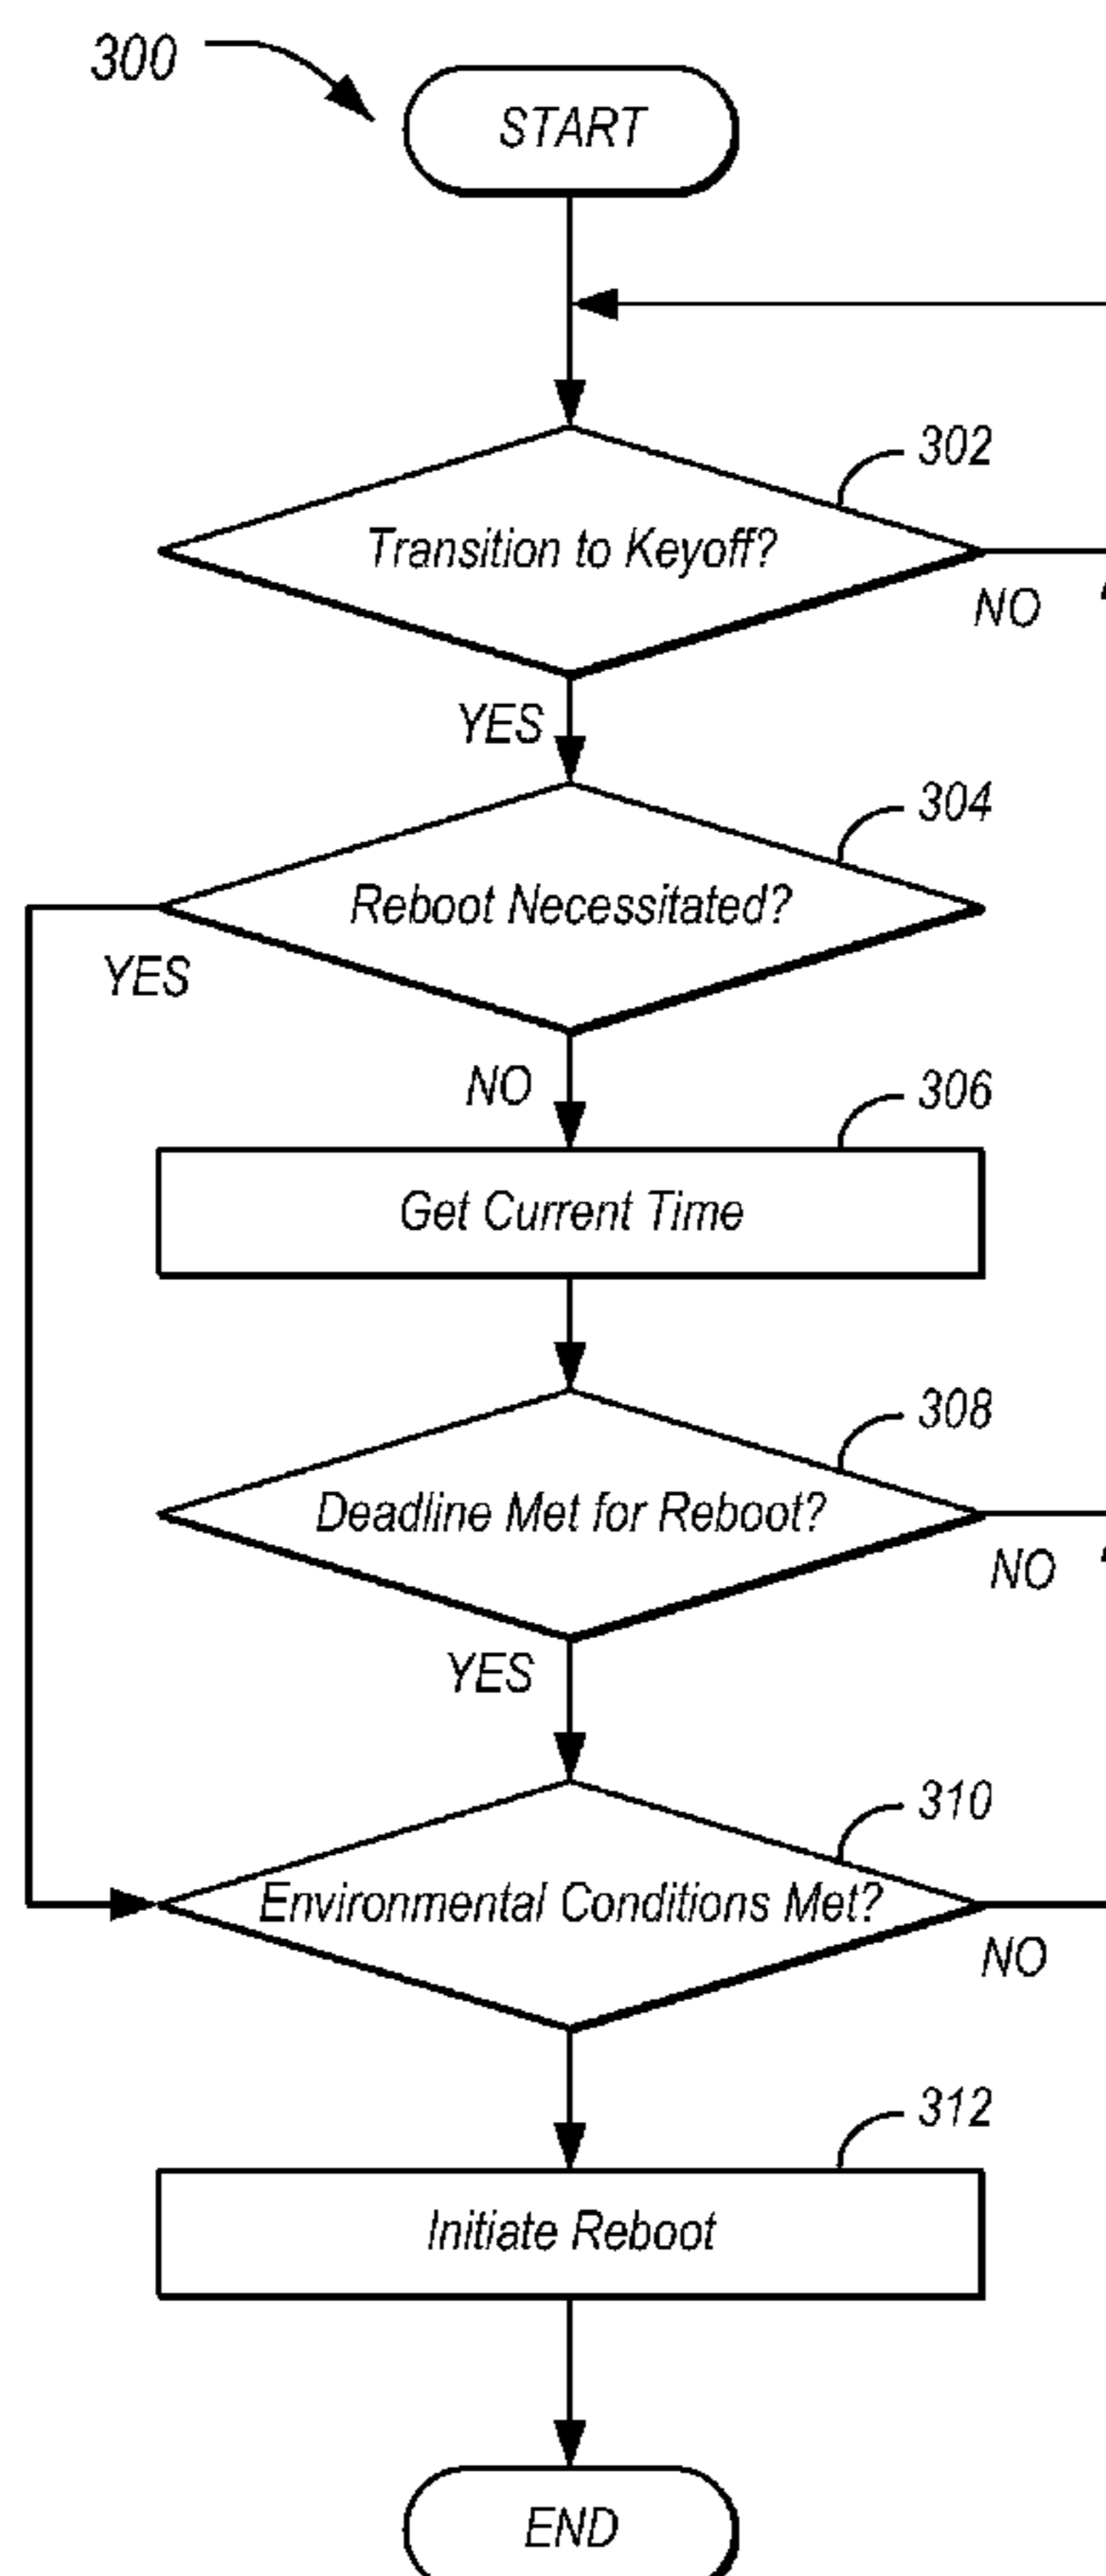 300
START
302
Transition to Keyoff?
NO
YES
304
Reboot Necessitated?
YES
NO
306
Get Current Time
308
Deadline Met for Reboot?
NO
YES
310
Environmental Conditions Met?
NO
312
Initiate Reboot
END